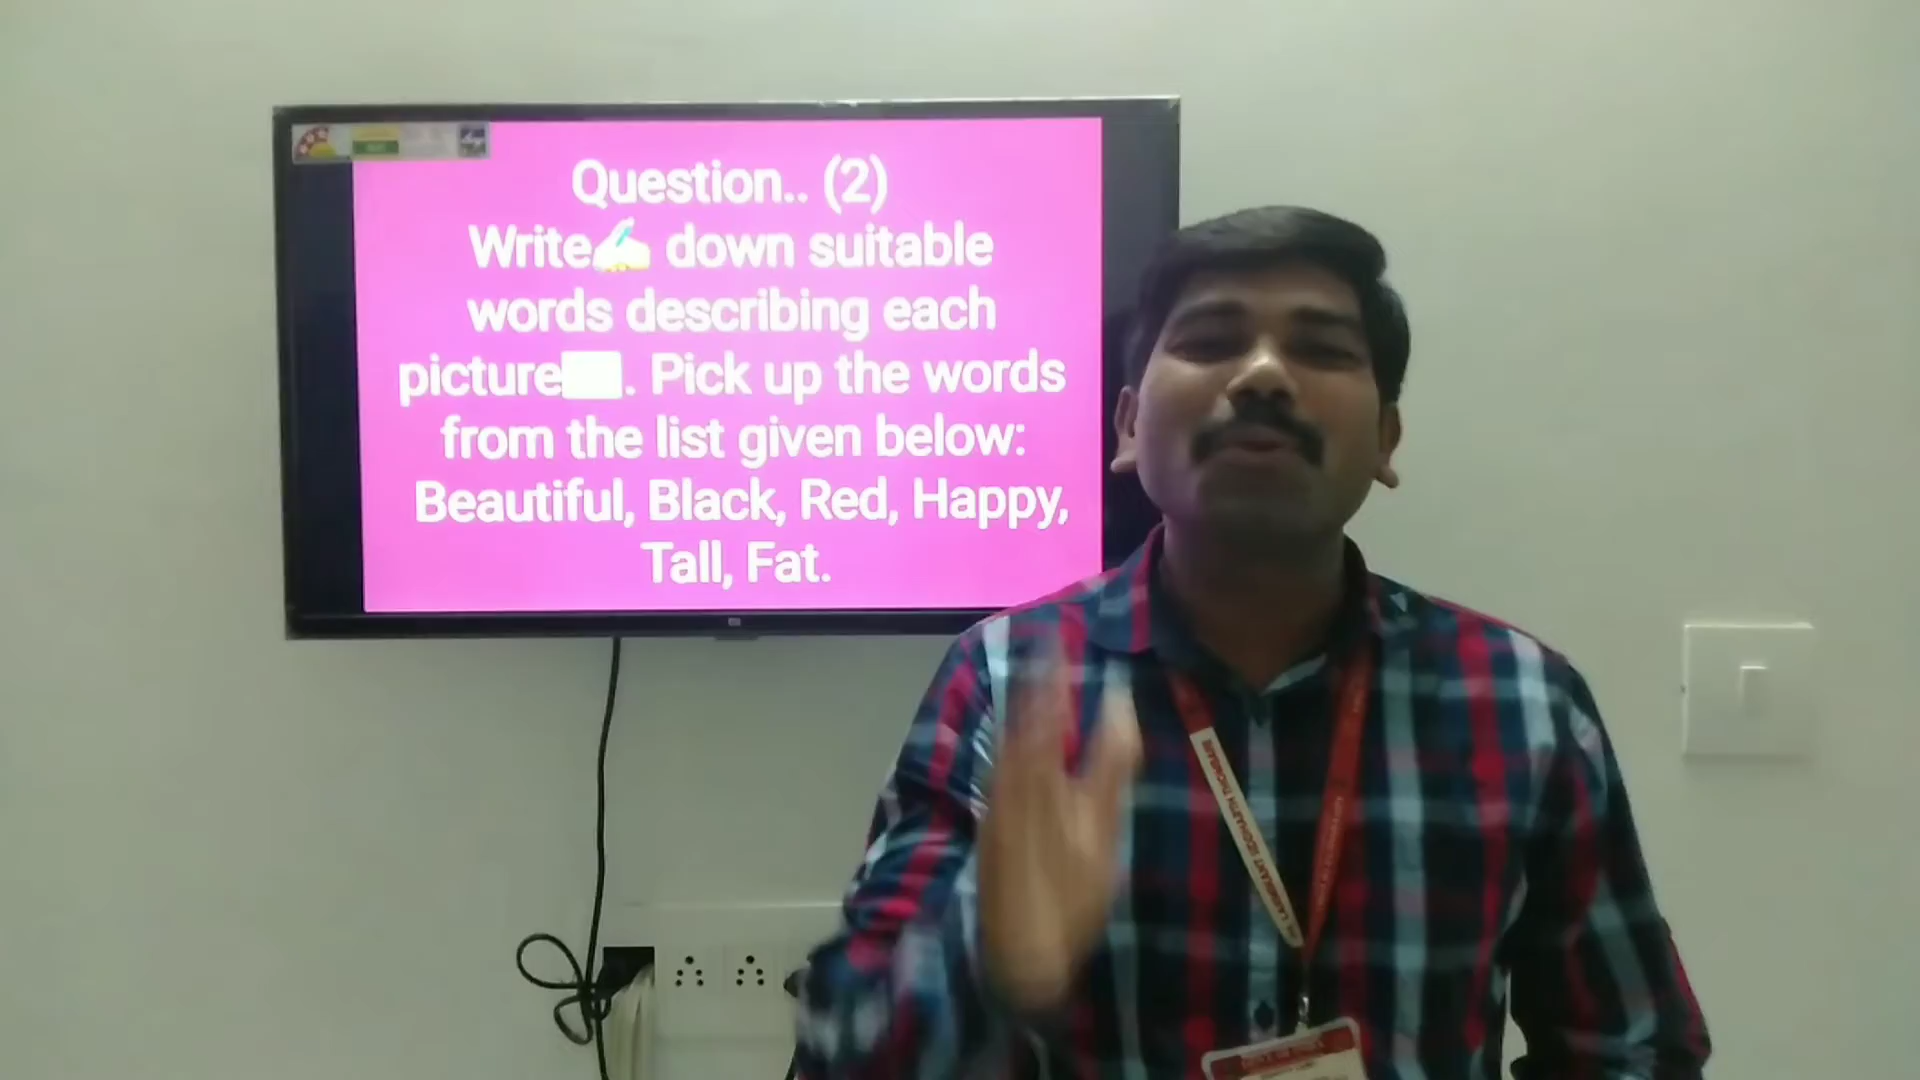 Question.. (2)
Write✍ down suitable
words describing each
picture. Pick up the words
from the list given below:
Beautiful, Black, Red, Happy,
Tall, Fat.